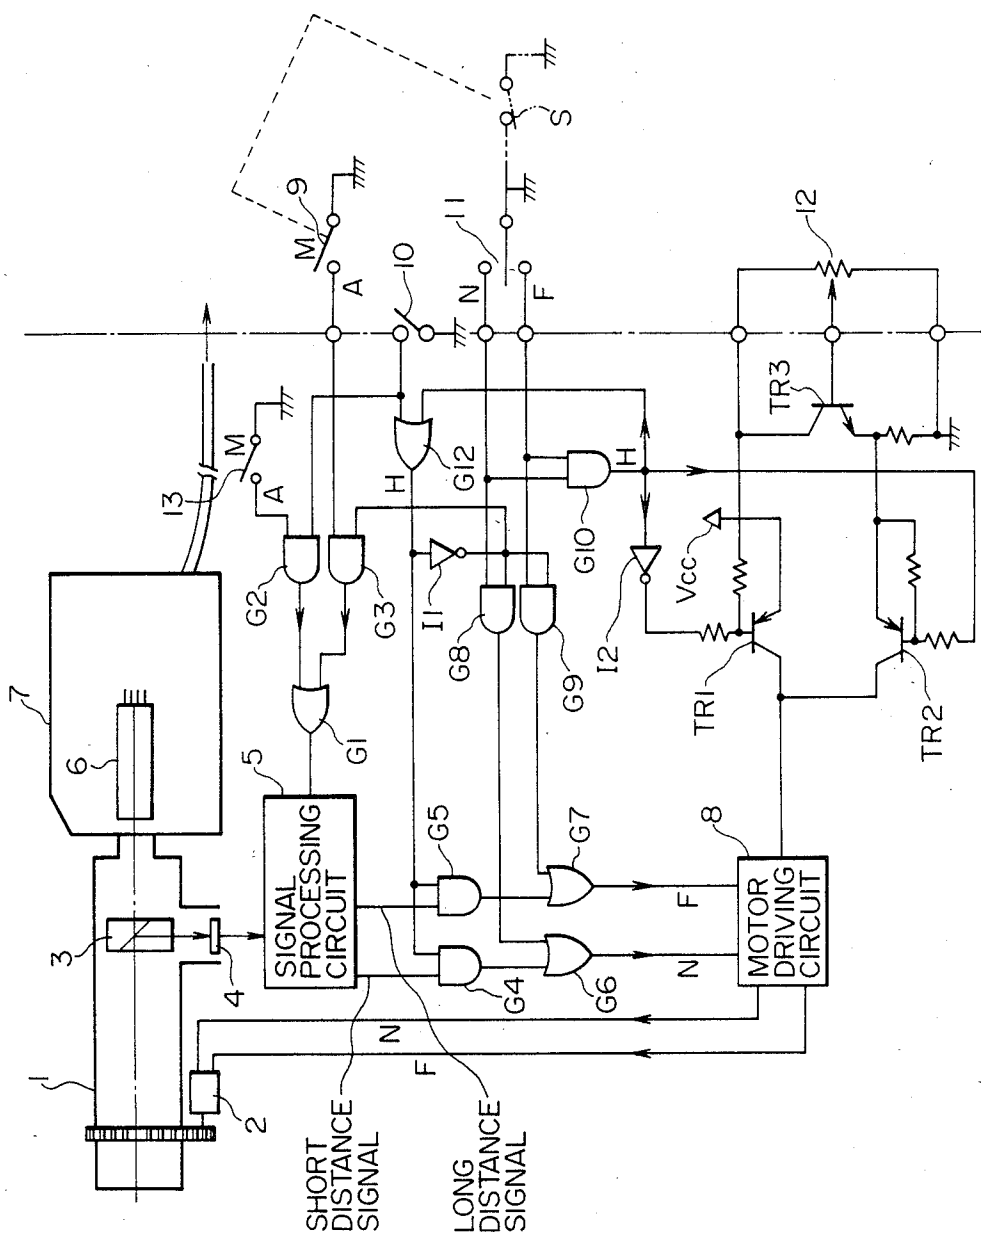 7
6
3
1
4
2
5
SIGNAL
PROCESSING
CIRCUIT
SHORT
DISTANCE
SIGNAL
LONG
DISTANCE
SIGNAL
N
F
13
M
A
M
9
A
10
11
N
F
S
H
G12
G2
G3
G1
I1
G8
G9
G10
H
I2
G5
G4
G7
G6
F
N
8
MOTOR
DRIVING
CIRCUIT
Vcc
TR1
TR2
TR3
12